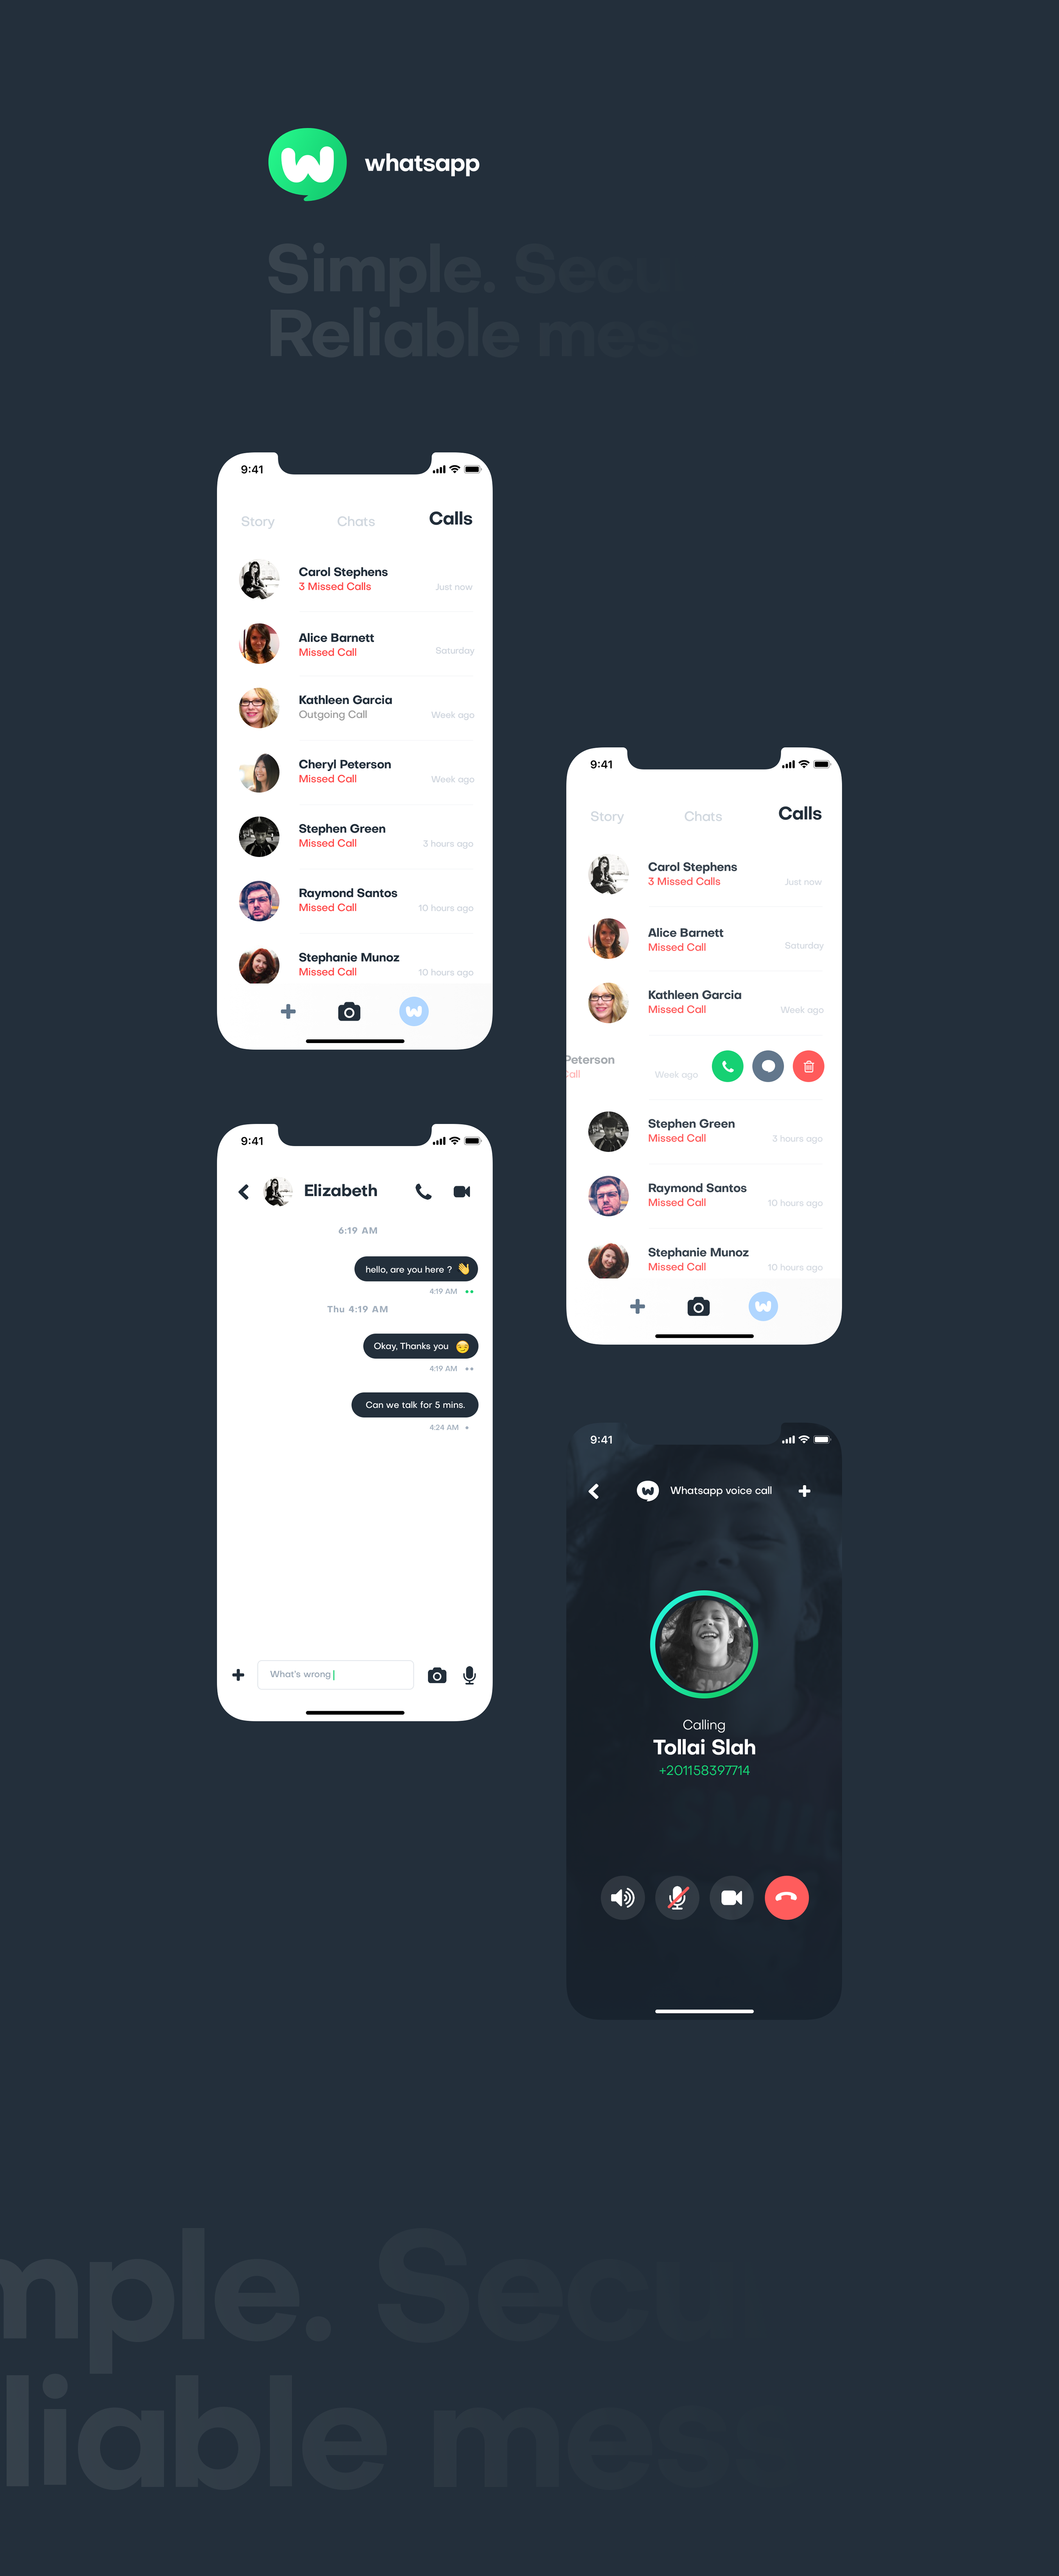 whatsapp
Simple. Secu
Reliable mess
9:41
Story Chats Calls
Carol Stephens
3 Missed Calls Just now
Alice Barnett
Missed Call Saturday
Kathleen Garcia
Outgoing Call Week ago
Cheryl Peterson
Missed Call Week ago
Stephen Green
Missed Call 3 hours ago
Raymond Santos
Missed Call 10 hours ago
Stephanie Munoz
Missed Call 10 hours ago
9:41
Story Chats Calls
Carol Stephens
3 Missed Calls Just now
Alice Barnett
Missed Call Saturday
Kathleen Garcia
Missed Call Week ago
Peterson
Call Week ago
Stephen Green
Missed Call 3 hours ago
Raymond Santos
Missed Call 10 hours ago
Stephanie Munoz
Missed Call 10 hours ago
9:41
Elizabeth
6:19 AM
hello, are you here ? 👋
4:19 AM
Thu 4:19 AM
Okay, Thanks you 😏
4:19 AM
Can we talk for 5 mins.
4:24 AM
What's wrong
9:41
Whatsapp voice call
Calling
Tollai Slah
+201158397714
mple. Secu
liable mess